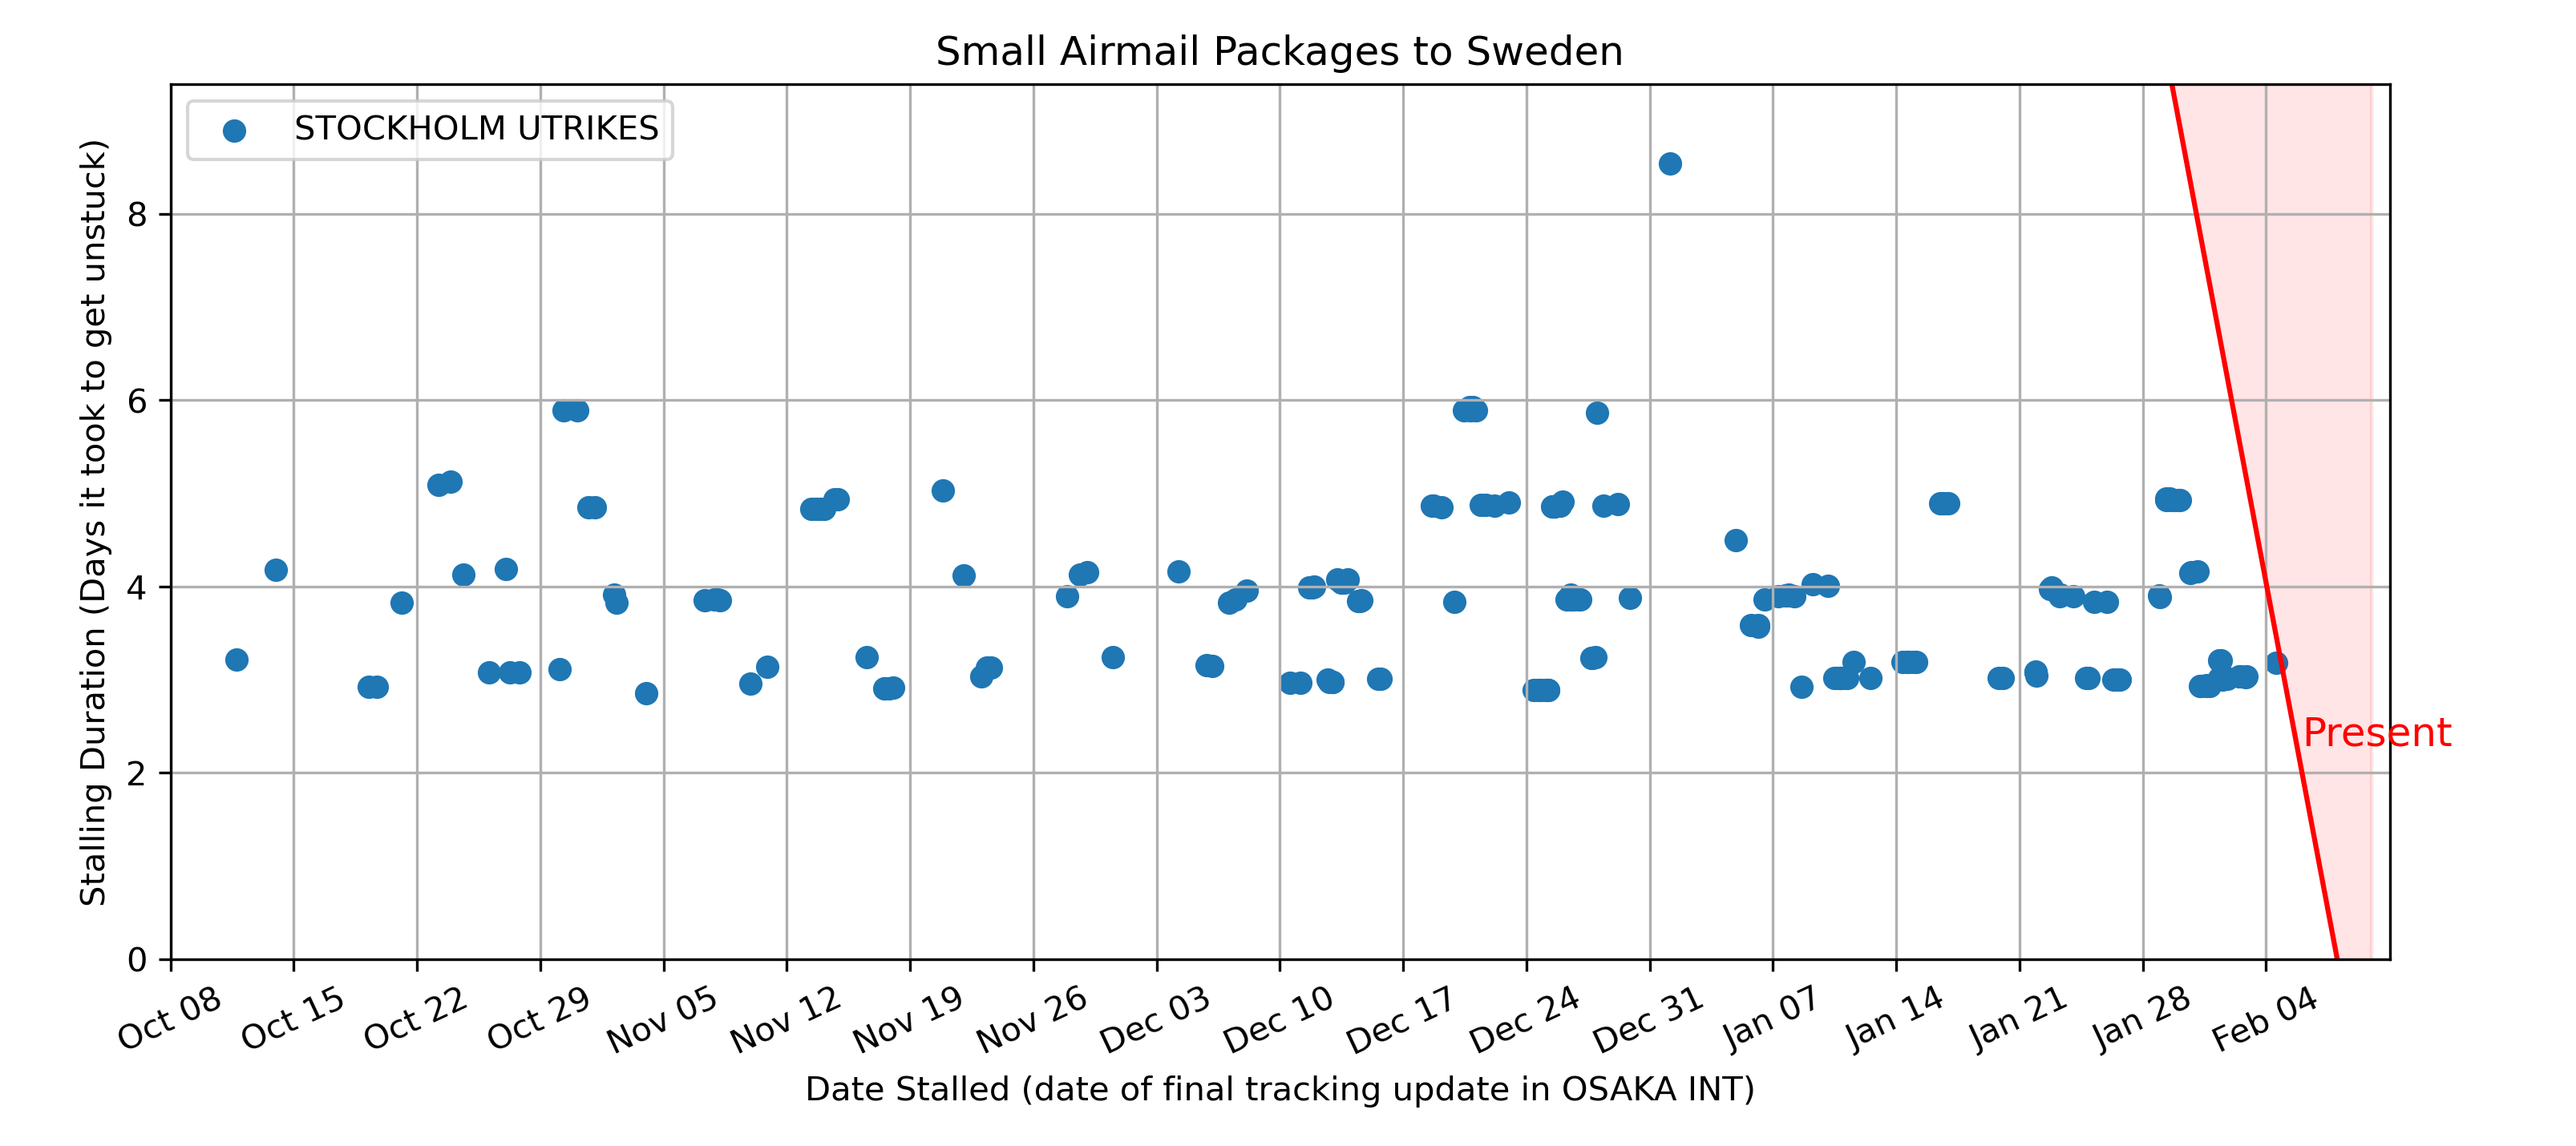 Small Airmail Packages to Sweden
STOCKHOLM UTRIKES
Stalling Duration (Days it took to get unstuck)
8
6
4
2
0
Present
Oct 08
Oct 15
Oct 22
Oct 29
Nov 05
Nov 12
Nov 19
Nov 26
Dec 03
Dec 10
Dec 17
Dec 24
Dec 31
Jan 07
Jan 14
Jan 21
Jan 28
Feb 04
Date Stalled (date of final tracking update in OSAKA INT)